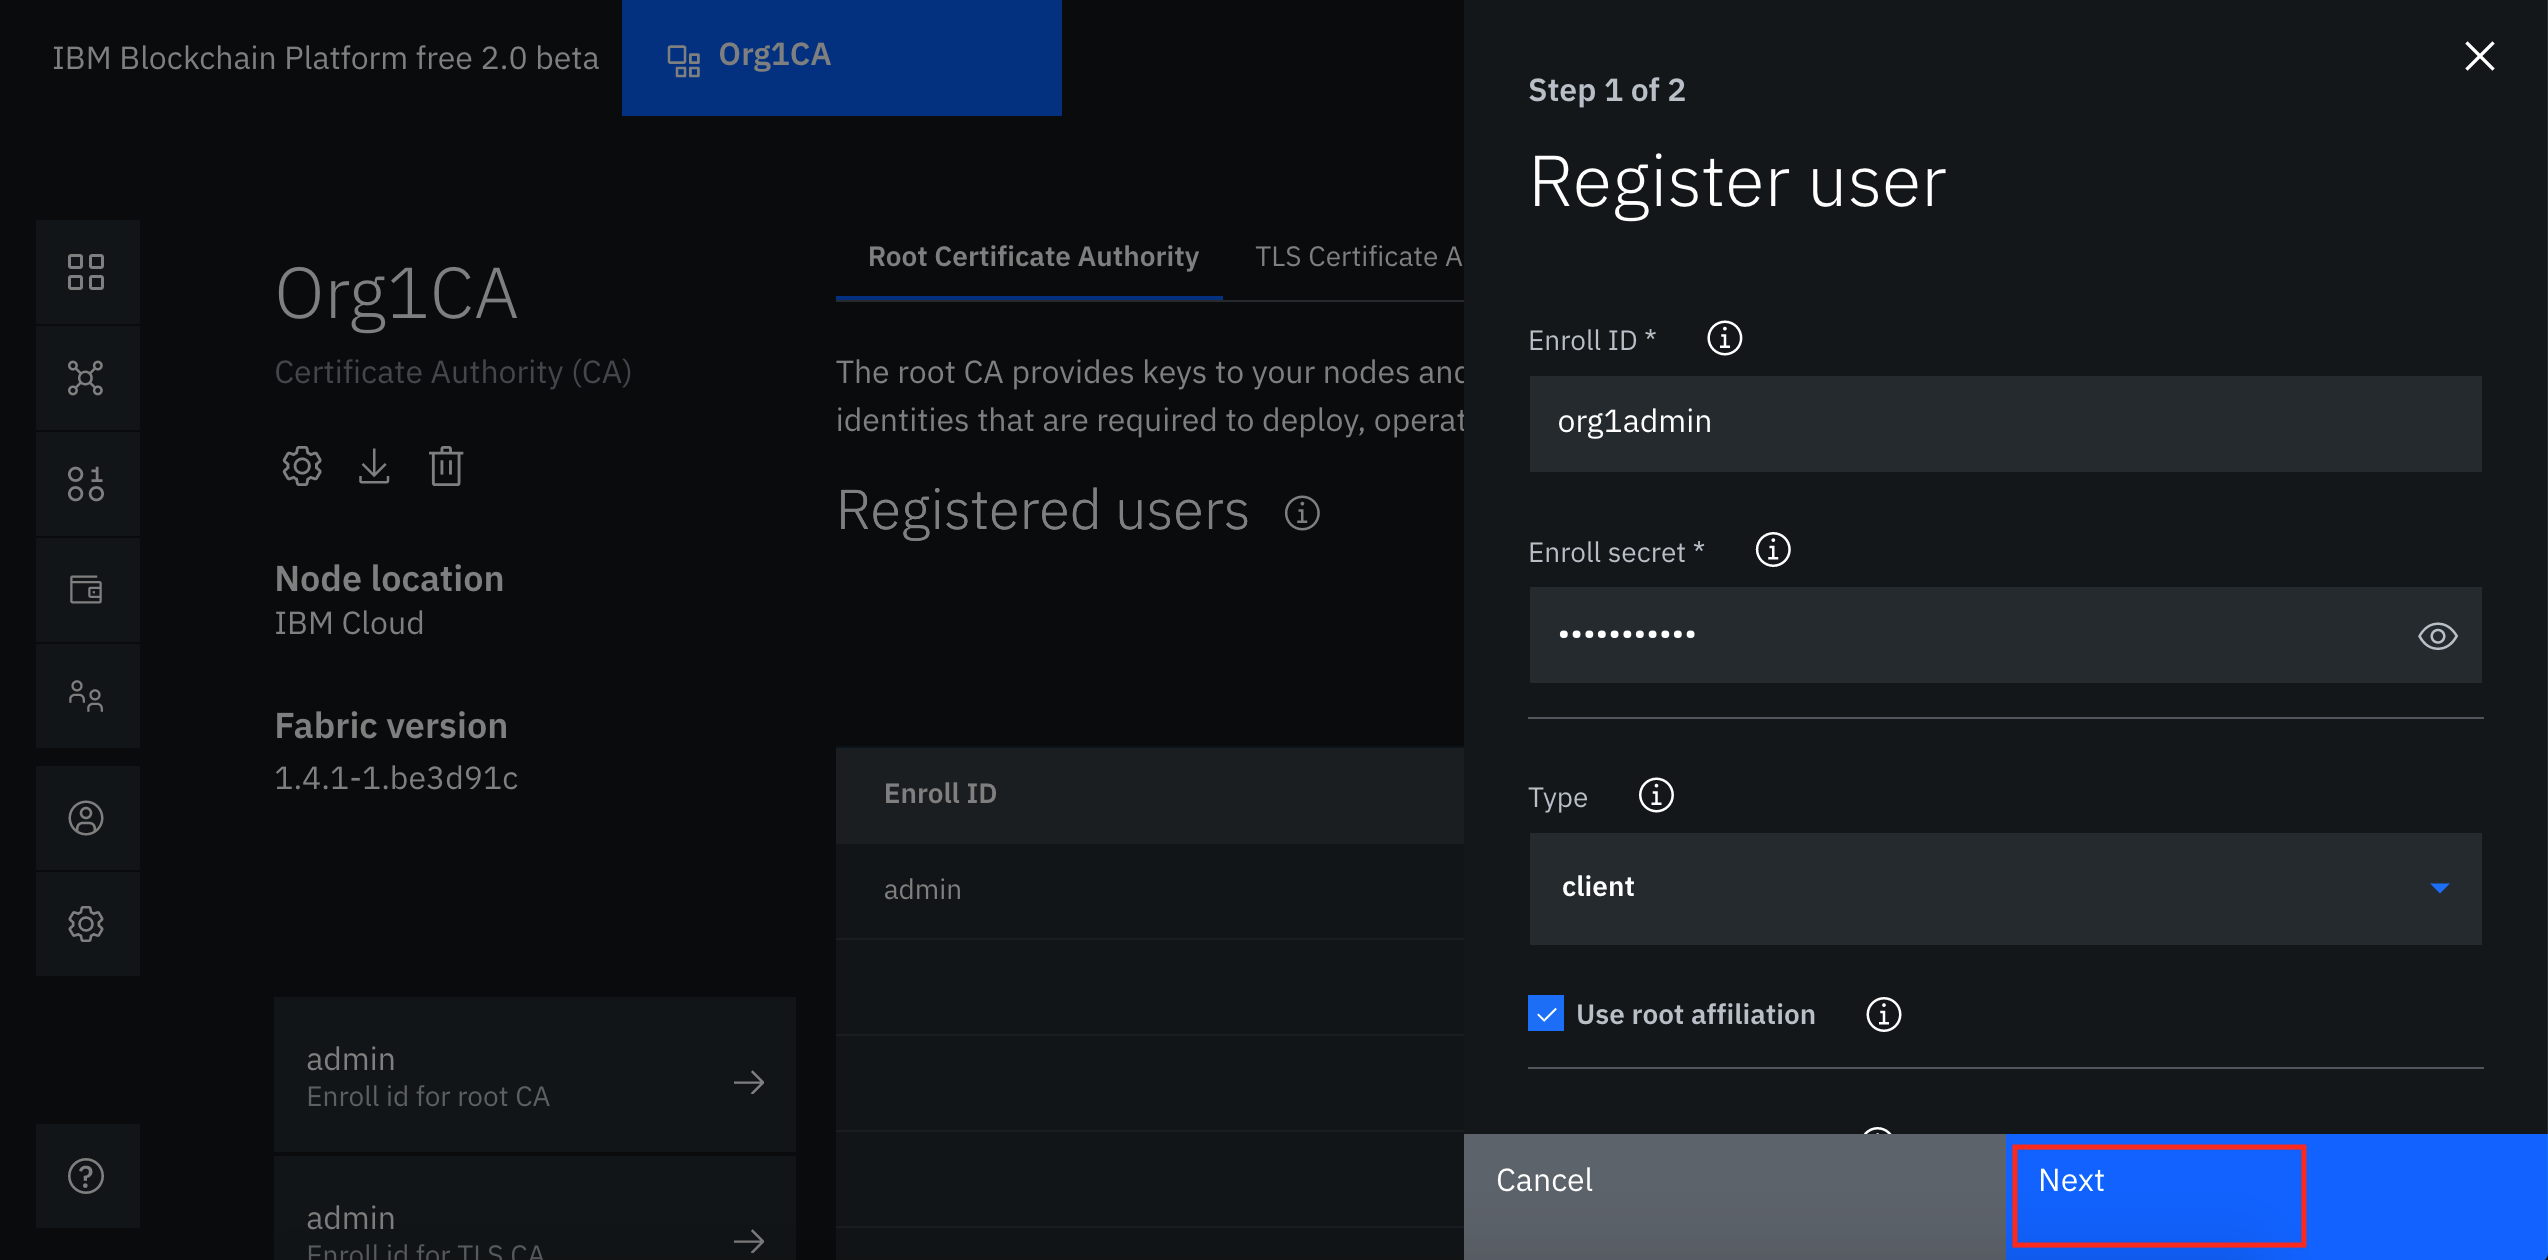 IBM Blockchain Platform free 2.0 beta
Org1CA
Org1CA
Certificate Authority (CA)
Node location
IBM Cloud
Fabric version
1.4.1-1.be3d91c
admin
Enroll id for root CA
admin
Enroll id for TLS CA
Root Certificate Authority
TLS Certificate A
The root CA provides keys to your nodes and
identities that are required to deploy, operat
Registered users
Enroll ID
admin
Step 1 of 2
Register user
Enroll ID *
org1admin
Enroll secret *
•••••••••••
Type
client
Use root affiliation
Cancel
Next